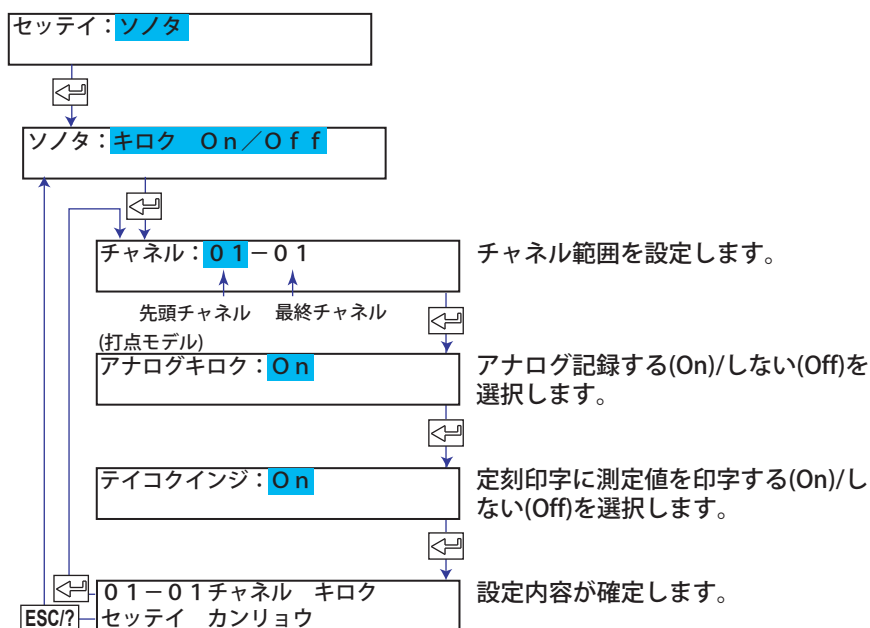 セッテイ：ソノタ
ソノタ：キロク　On／Off
チャネル：01－01
チャネル範囲を設定します。
先頭チャネル　最終チャネル
(打点モデル)
アナログキロク：On
アナログ記録する(On)/しない(Off)を
選択します。
テイコクインジ：On
定刻印字に測定値を印字する(On)/し
ない(Off)を選択します。
01－01チャネル　キロク
セッテイ　カンリョウ
設定内容が確定します。
ESC/?